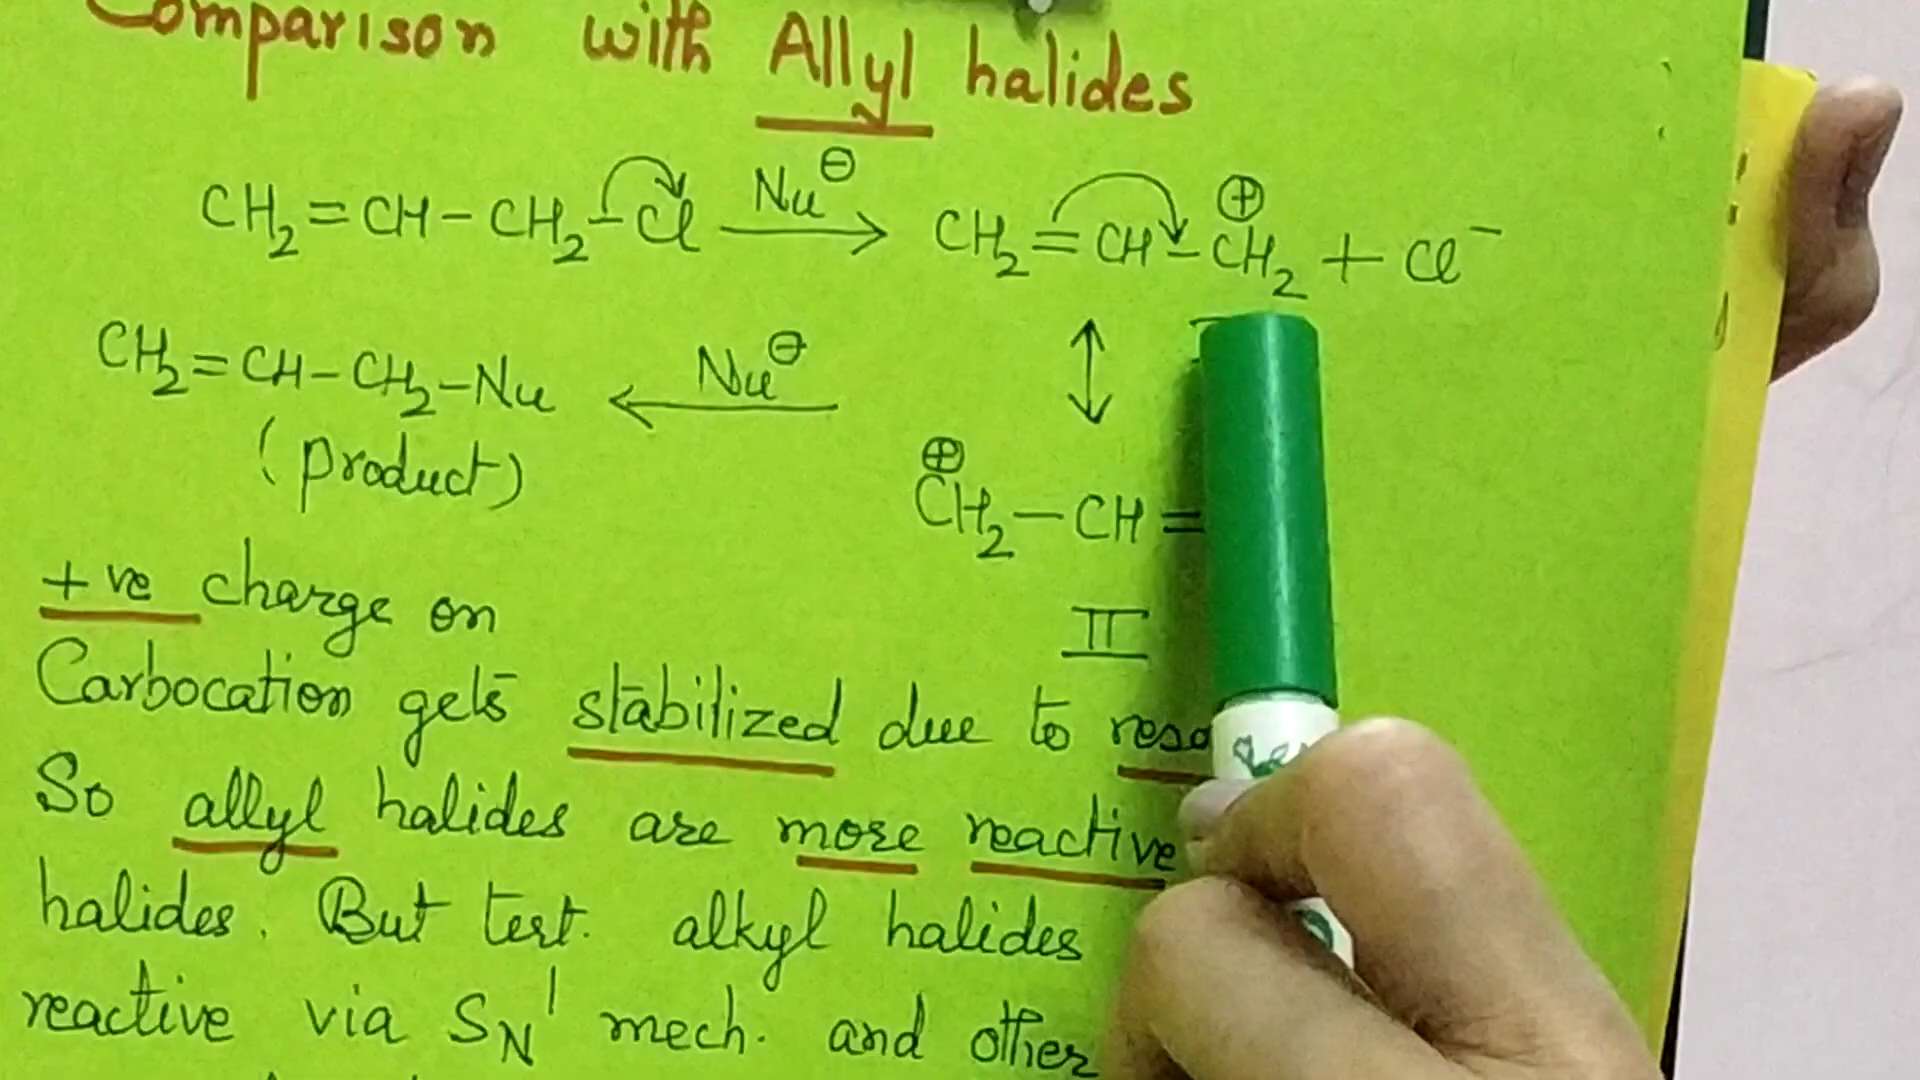 Comparison with Allyl halides
CH₂=CH-CH₂-Cl Nu⊖ → CH₂=CH-C⊕H₂ + Cl⁻
CH₂=CH-CH₂-Nu ← Nu⊖ ↕
(product)
⊕CH₂-CH=
II
+ve charge on
Carbocation gets stabilized due to
So allyl halides are more reactive
halides. But tert. alkyl halides
reactive via SN1 mech. and other